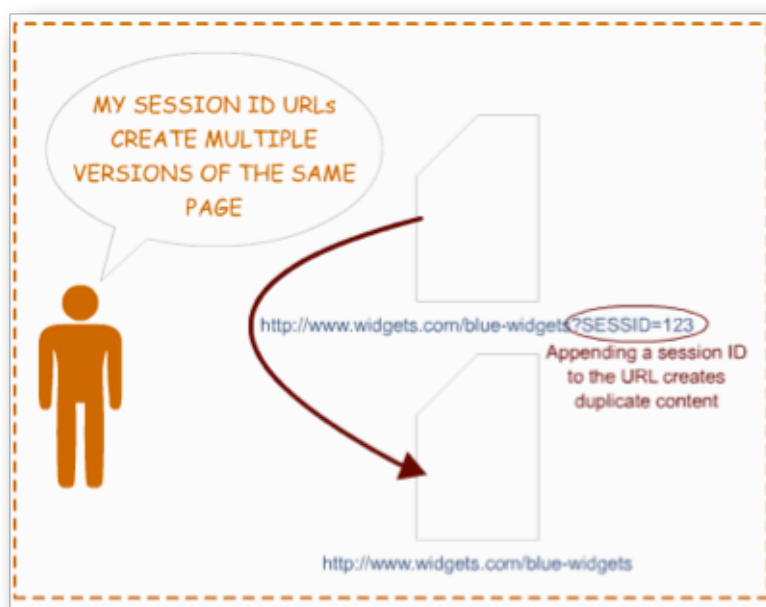 MY SESSION ID URLs
CREATE MULTIPLE
VERSIONS OF THE SAME
PAGE
http://www.widgets.com/blue-widgets?SESSID=123
Appending a session ID
to the URL creates
duplicate content
http://www.widgets.com/blue-widgets